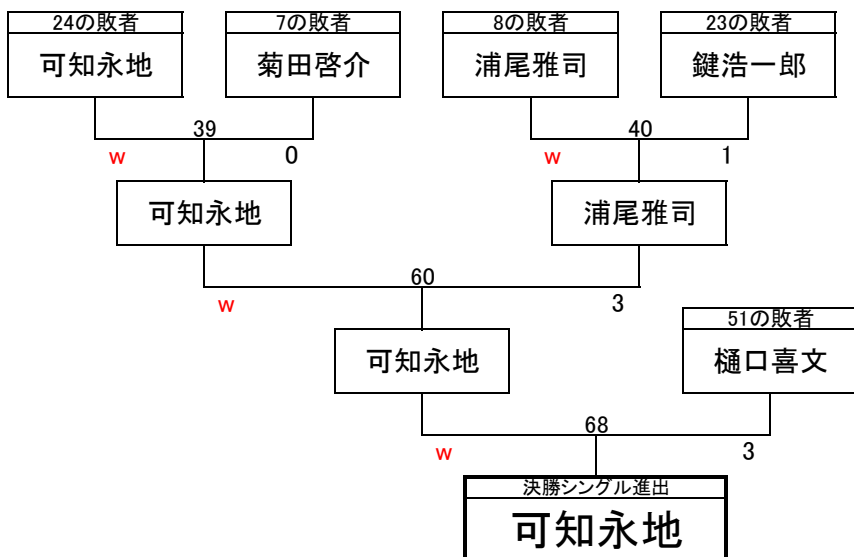 24の敗者 7の敗者 8の敗者 23の敗者
可知永地 菊田啓介 浦尾雅司 鍵浩一郎
39 40
w 0 w 1
可知永地 浦尾雅司
60
w 3
51の敗者
可知永地 樋口喜文
68
w 3
決勝シングル進出
可知永地